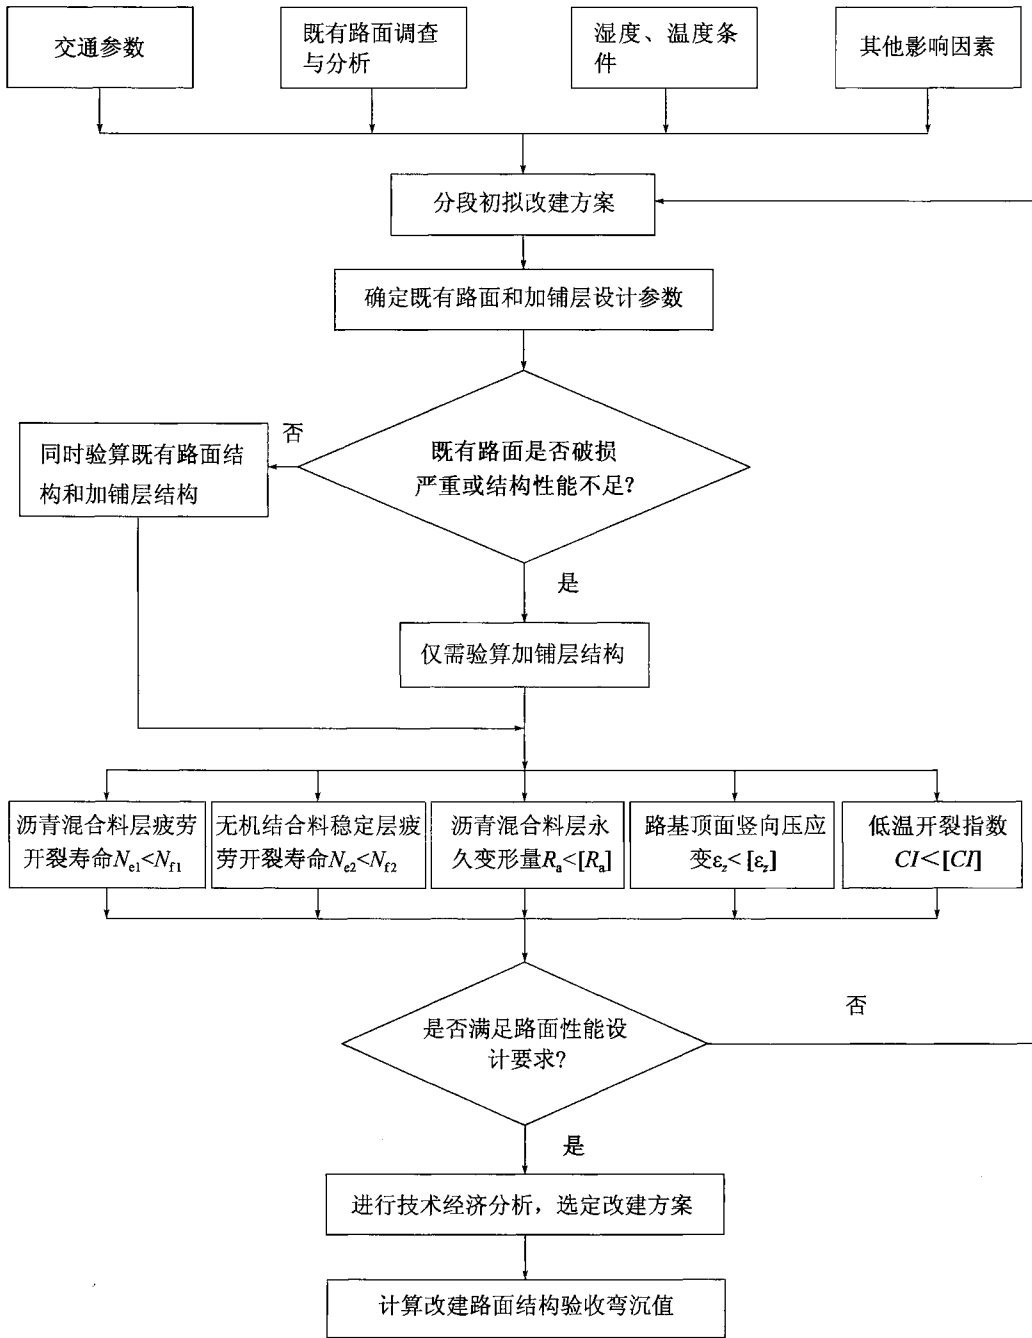 交通参数
既有路面调查
与分析
湿度、温度条
件
其他影响因素
分段初拟改建方案
确定既有路面和加铺层设计参数
既有路面是否破损
严重或结构性能不足?
否
同时验算既有路面结
构和加铺层结构
是
仅需验算加铺层结构
沥青混合料层疲劳
开裂寿命Ne1<Nf1
无机结合料稳定层疲
劳开裂寿命Ne2<Nf2
沥青混合料层永
久变形量Ra<[Ra]
路基顶面竖向压应
变εz<[εz]
低温开裂指数
CI<[CI]
是否满足路面性能设
计要求?
否
是
进行技术经济分析，选定改建方案
计算改建路面结构验收弯沉值